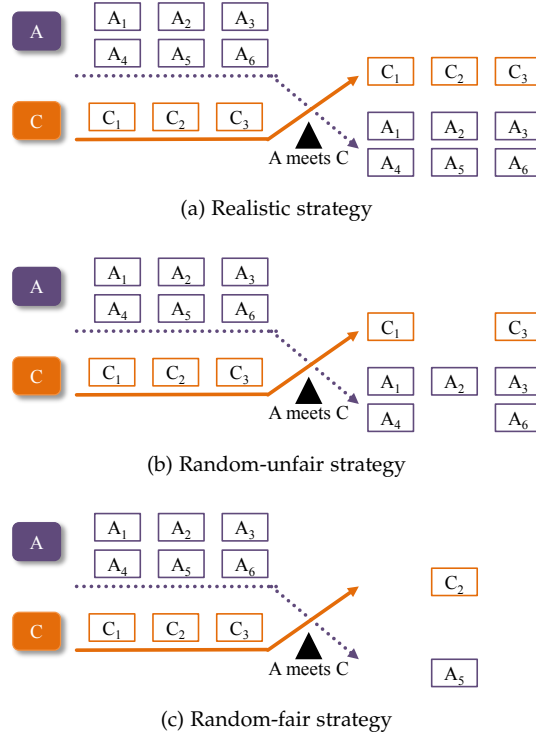 A A₁ A₂ A₃
A₄ A₅ A₆
C₁ C₂ C₃
C C₁ C₂ C₃
A₁ A₂ A₃
A meets C
A₄ A₅ A₆
(a) Realistic strategy
A A₁ A₂ A₃
A₄ A₅ A₆
C₁ C₃
C C₁ C₂ C₃
A₁ A₂ A₃
A meets C
A₄ A₆
(b) Random-unfair strategy
A A₁ A₂ A₃
A₄ A₅ A₆
C₂
C C₁ C₂ C₃
A meets C
A₅
(c) Random-fair strategy